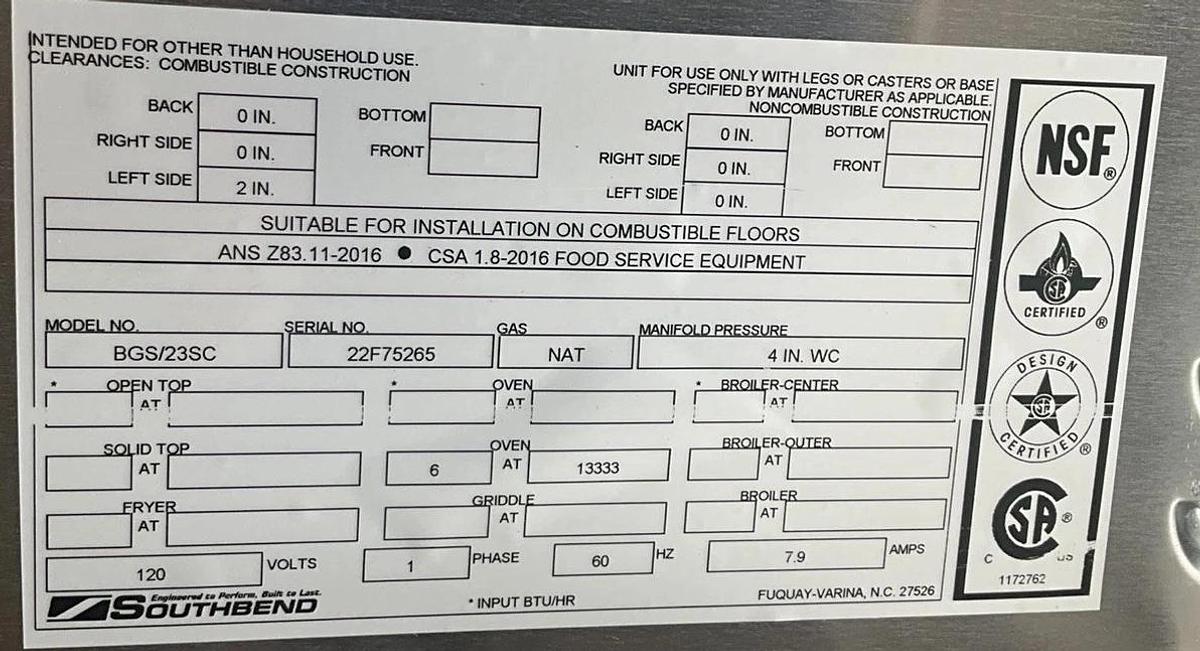 INTENDED FOR OTHER THAN HOUSEHOLD USE.
CLEARANCES: COMBUSTIBLE CONSTRUCTION
BACK 0 IN. BOTTOM
RIGHT SIDE 0 IN. FRONT
LEFT SIDE 2 IN.
UNIT FOR USE ONLY WITH LEGS OR CASTERS OR BASE
SPECIFIED BY MANUFACTURER AS APPLICABLE.
NONCOMBUSTIBLE CONSTRUCTION
BACK 0 IN. BOTTOM
RIGHT SIDE 0 IN. FRONT
LEFT SIDE 0 IN.
SUITABLE FOR INSTALLATION ON COMBUSTIBLE FLOORS
ANS Z83.11-2016 ● CSA 1.8-2016 FOOD SERVICE EQUIPMENT
MODEL NO. SERIAL NO. GAS MANIFOLD PRESSURE
BGS/23SC 22F75265 NAT 4 IN. WC
* OPEN TOP * OVEN * BROILER-CENTER
AT AT AT
SOLID TOP OVEN BROILER-OUTER
AT 6 AT 13333 AT
FRYER GRIDDLE BROILER
AT AT AT
120 VOLTS 1 PHASE 60 HZ 7.9 AMPS
Engineered to Perform, Built to Last.
SOUTHBEND
* INPUT BTU/HR
FUQUAY-VARINA, N.C. 27526
NSF®
SA
CERTIFIED ®
DESIGN
SA
CERTIFIED ®
SA ®
C US
1172762